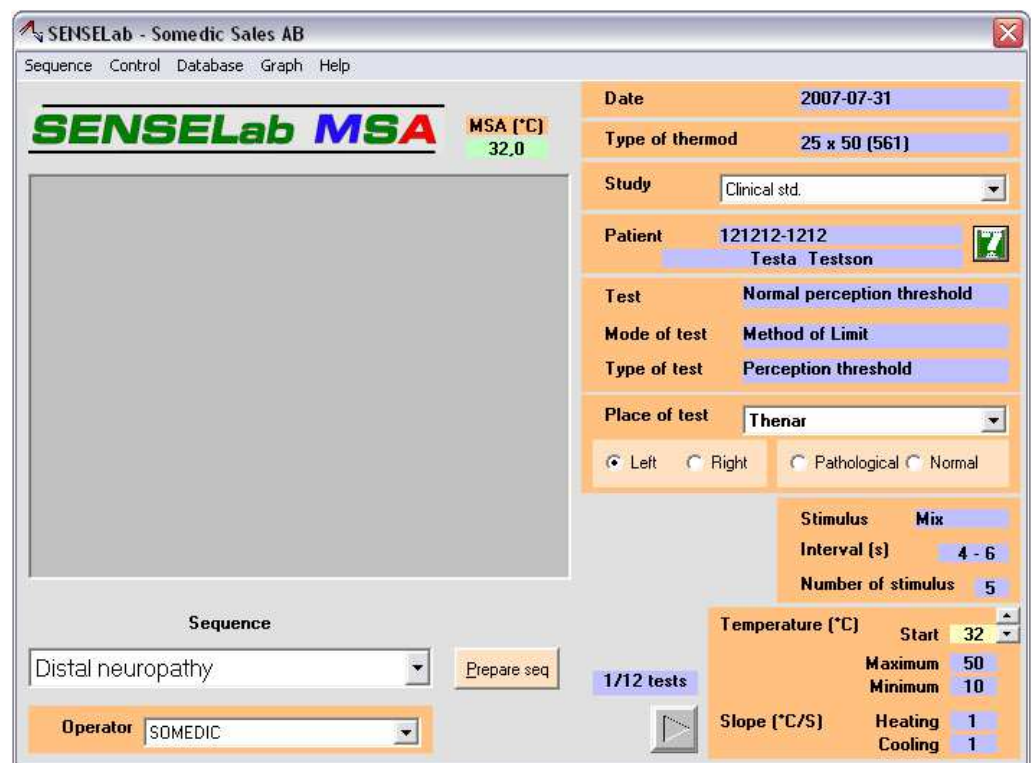 SENSELab - Somedic Sales AB
Sequence Control Database Graph Help
SENSELab MSA
MSA (°C)
32,0
Date 2007-07-31
Type of thermod 25 x 50 (561)
Study Clinical std.
Patient 121212-1212
Testa Testson
Test Normal perception threshold
Mode of test Method of Limit
Type of test Perception threshold
Place of test Thenar
Left Right Pathological Normal
Stimulus Mix
Interval (s) 4 - 6
Number of stimulus 5
Sequence
Distal neuropathy
Prepare seq
1/12 tests
Operator SOMEDIC
Temperature (°C)
Start 32
Maximum 50
Minimum 10
Slope (°C/S) Heating 1
Cooling 1